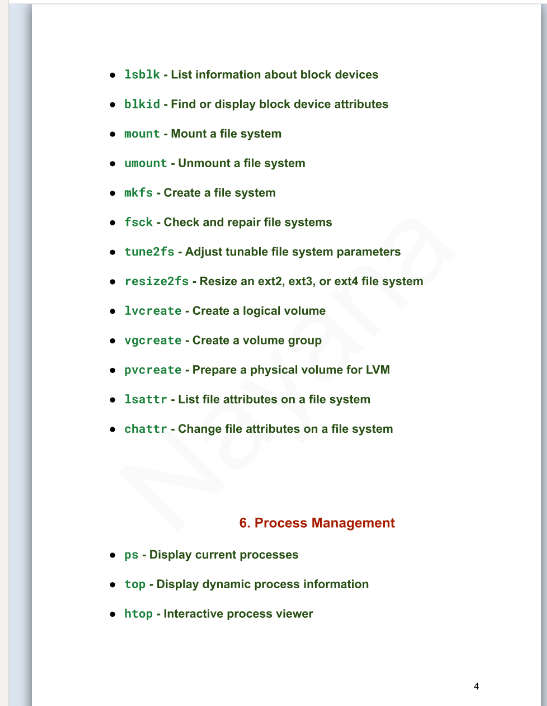 ● lsblk - List information about block devices
● blkid - Find or display block device attributes
● mount - Mount a file system
● umount - Unmount a file system
● mkfs - Create a file system
● fsck - Check and repair file systems
● tune2fs - Adjust tunable file system parameters
● resize2fs - Resize an ext2, ext3, or ext4 file system
● lvcreate - Create a logical volume
● vgcreate - Create a volume group
● pvcreate - Prepare a physical volume for LVM
● lsattr - List file attributes on a file system
● chattr - Change file attributes on a file system
Nayana
6. Process Management
● ps - Display current processes
● top - Display dynamic process information
● htop - Interactive process viewer
4